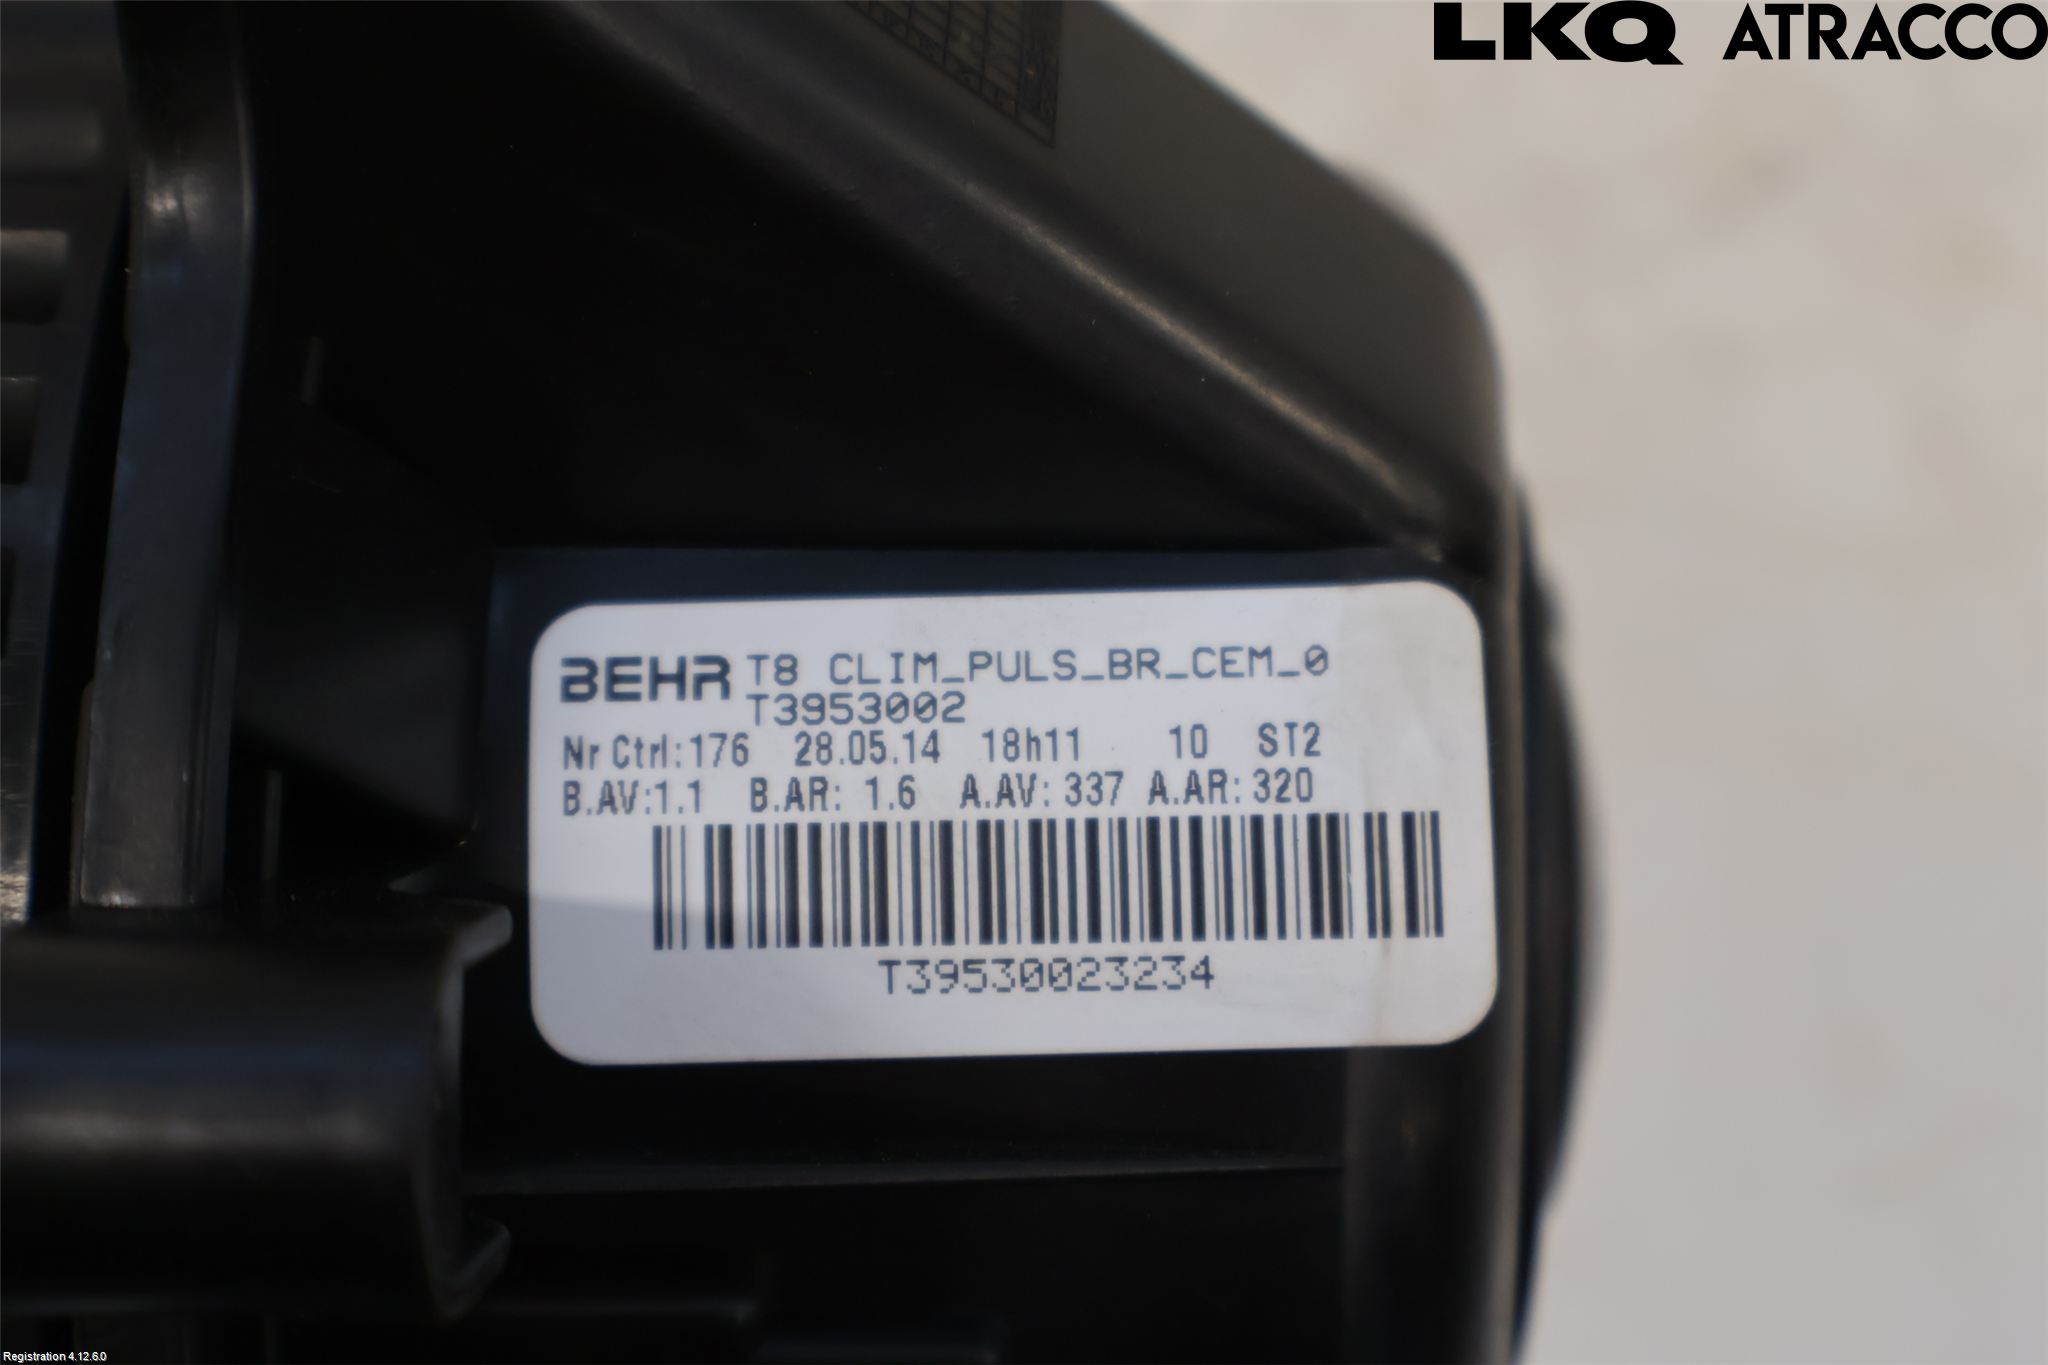 LKQ ATRACCO
BEHR T8 CLIM_PULS_BR_CEM_0
T3953002
Nr Ctrl:176 28.05.14 18h11 10 ST2
B.AV:1.1 B.AR: 1.6 A.AV: 337 A.AR: 320
T39530023234
Registration 4.12.6.0